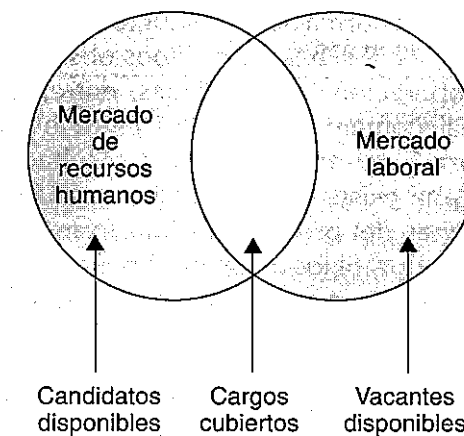 Mercado
de
recursos
humanos
Mercado
laboral
Candidatos
disponibles
Cargos
cubiertos
Vacantes
disponibles